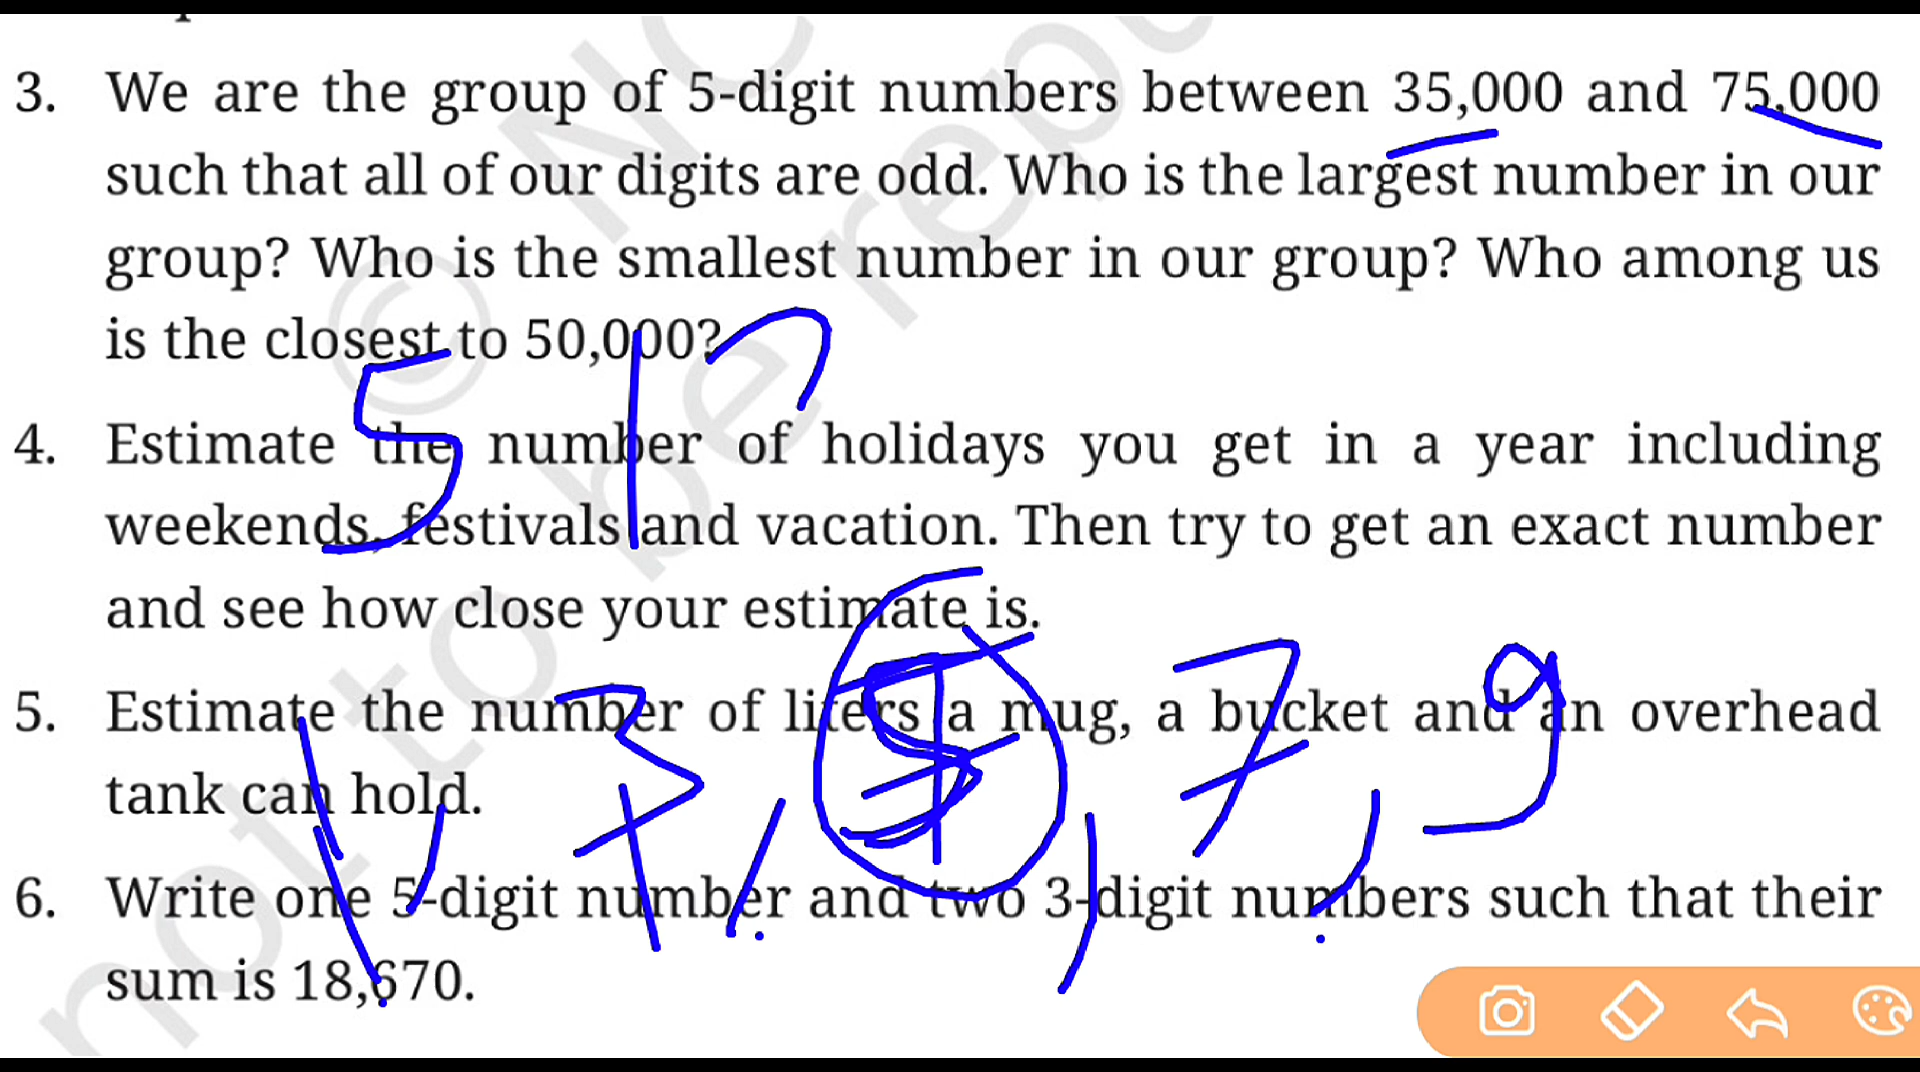 3. We are the group of 5-digit numbers between 35,000 and 75,000
such that all of our digits are odd. Who is the largest number in our
group? Who is the smallest number in our group? Who among us
is the closest to 50,000?
5 1
4. Estimate the number of holidays you get in a year including
weekends, festivals and vacation. Then try to get an exact number
and see how close your estimate is.
1, 3, 5, 7, 9
5. Estimate the number of liters a mug, a bucket and an overhead
tank can hold.
6. Write one 5-digit number and two 3-digit numbers such that their
sum is 18,670.
© NC
not to be rep